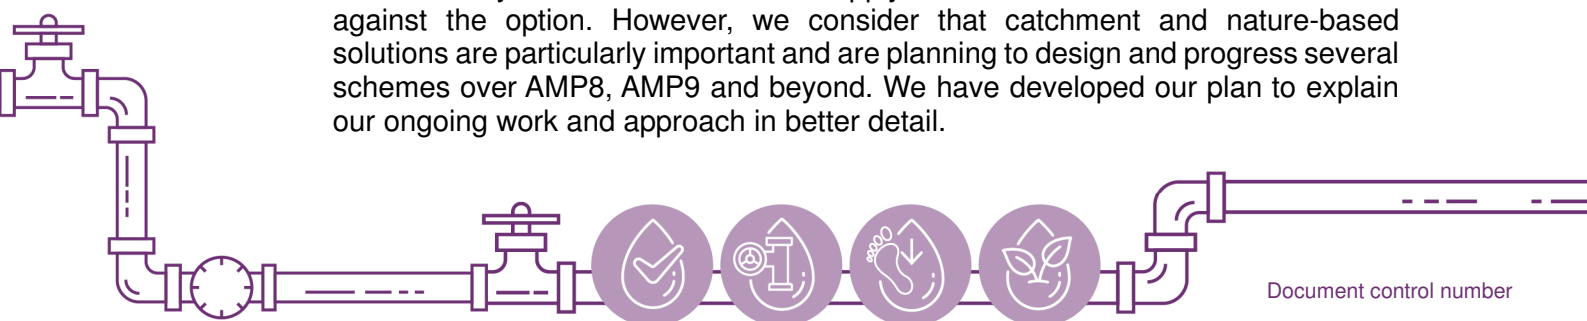 against the option. However, we consider that catchment and nature-based
solutions are particularly important and are planning to design and progress several
schemes over AMP8, AMP9 and beyond. We have developed our plan to explain
our ongoing work and approach in better detail.
Document control number